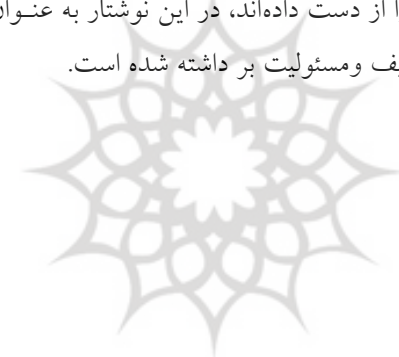 ا از دست داده‌اند، در این نوشتار به عنـوان
یف ومسئولیت بر داشته شده است.